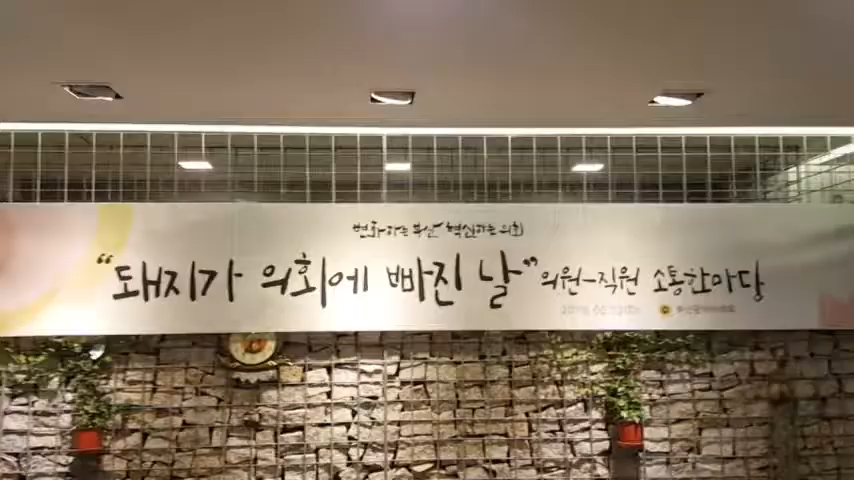 변화하는 부산 혁신하는 의회
“돼지가 의회에 빠진 날” 의원-직원 소통한마당
부산광역시의회